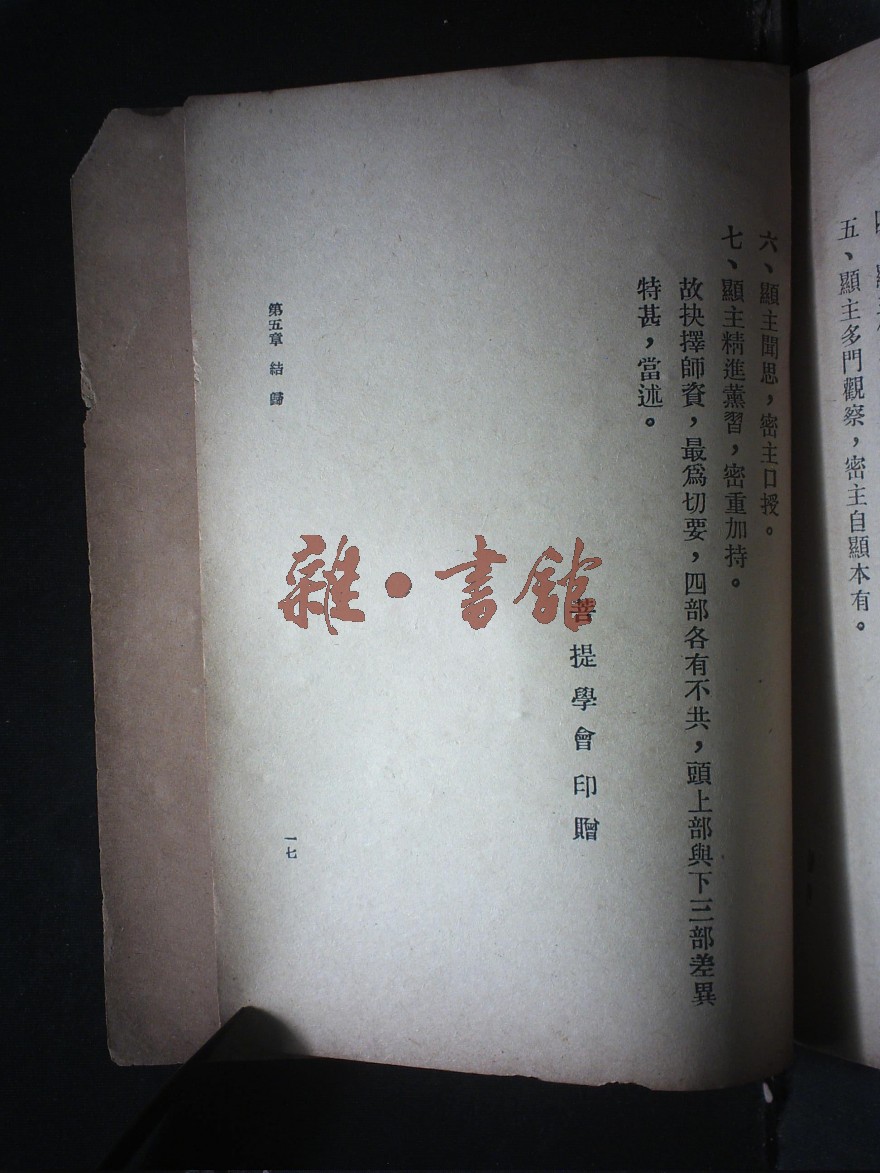 五、顯主多門觀察，密主自顯本有。
六、顯主聞思，密主口授。
七、顯主精進薰習，密重加持。
故抉擇師資，最爲切要，四部各有不共，頭上部與下三部差異
特甚，當述。
菩提學會印贈
第五章 結歸
一七
雜·書館